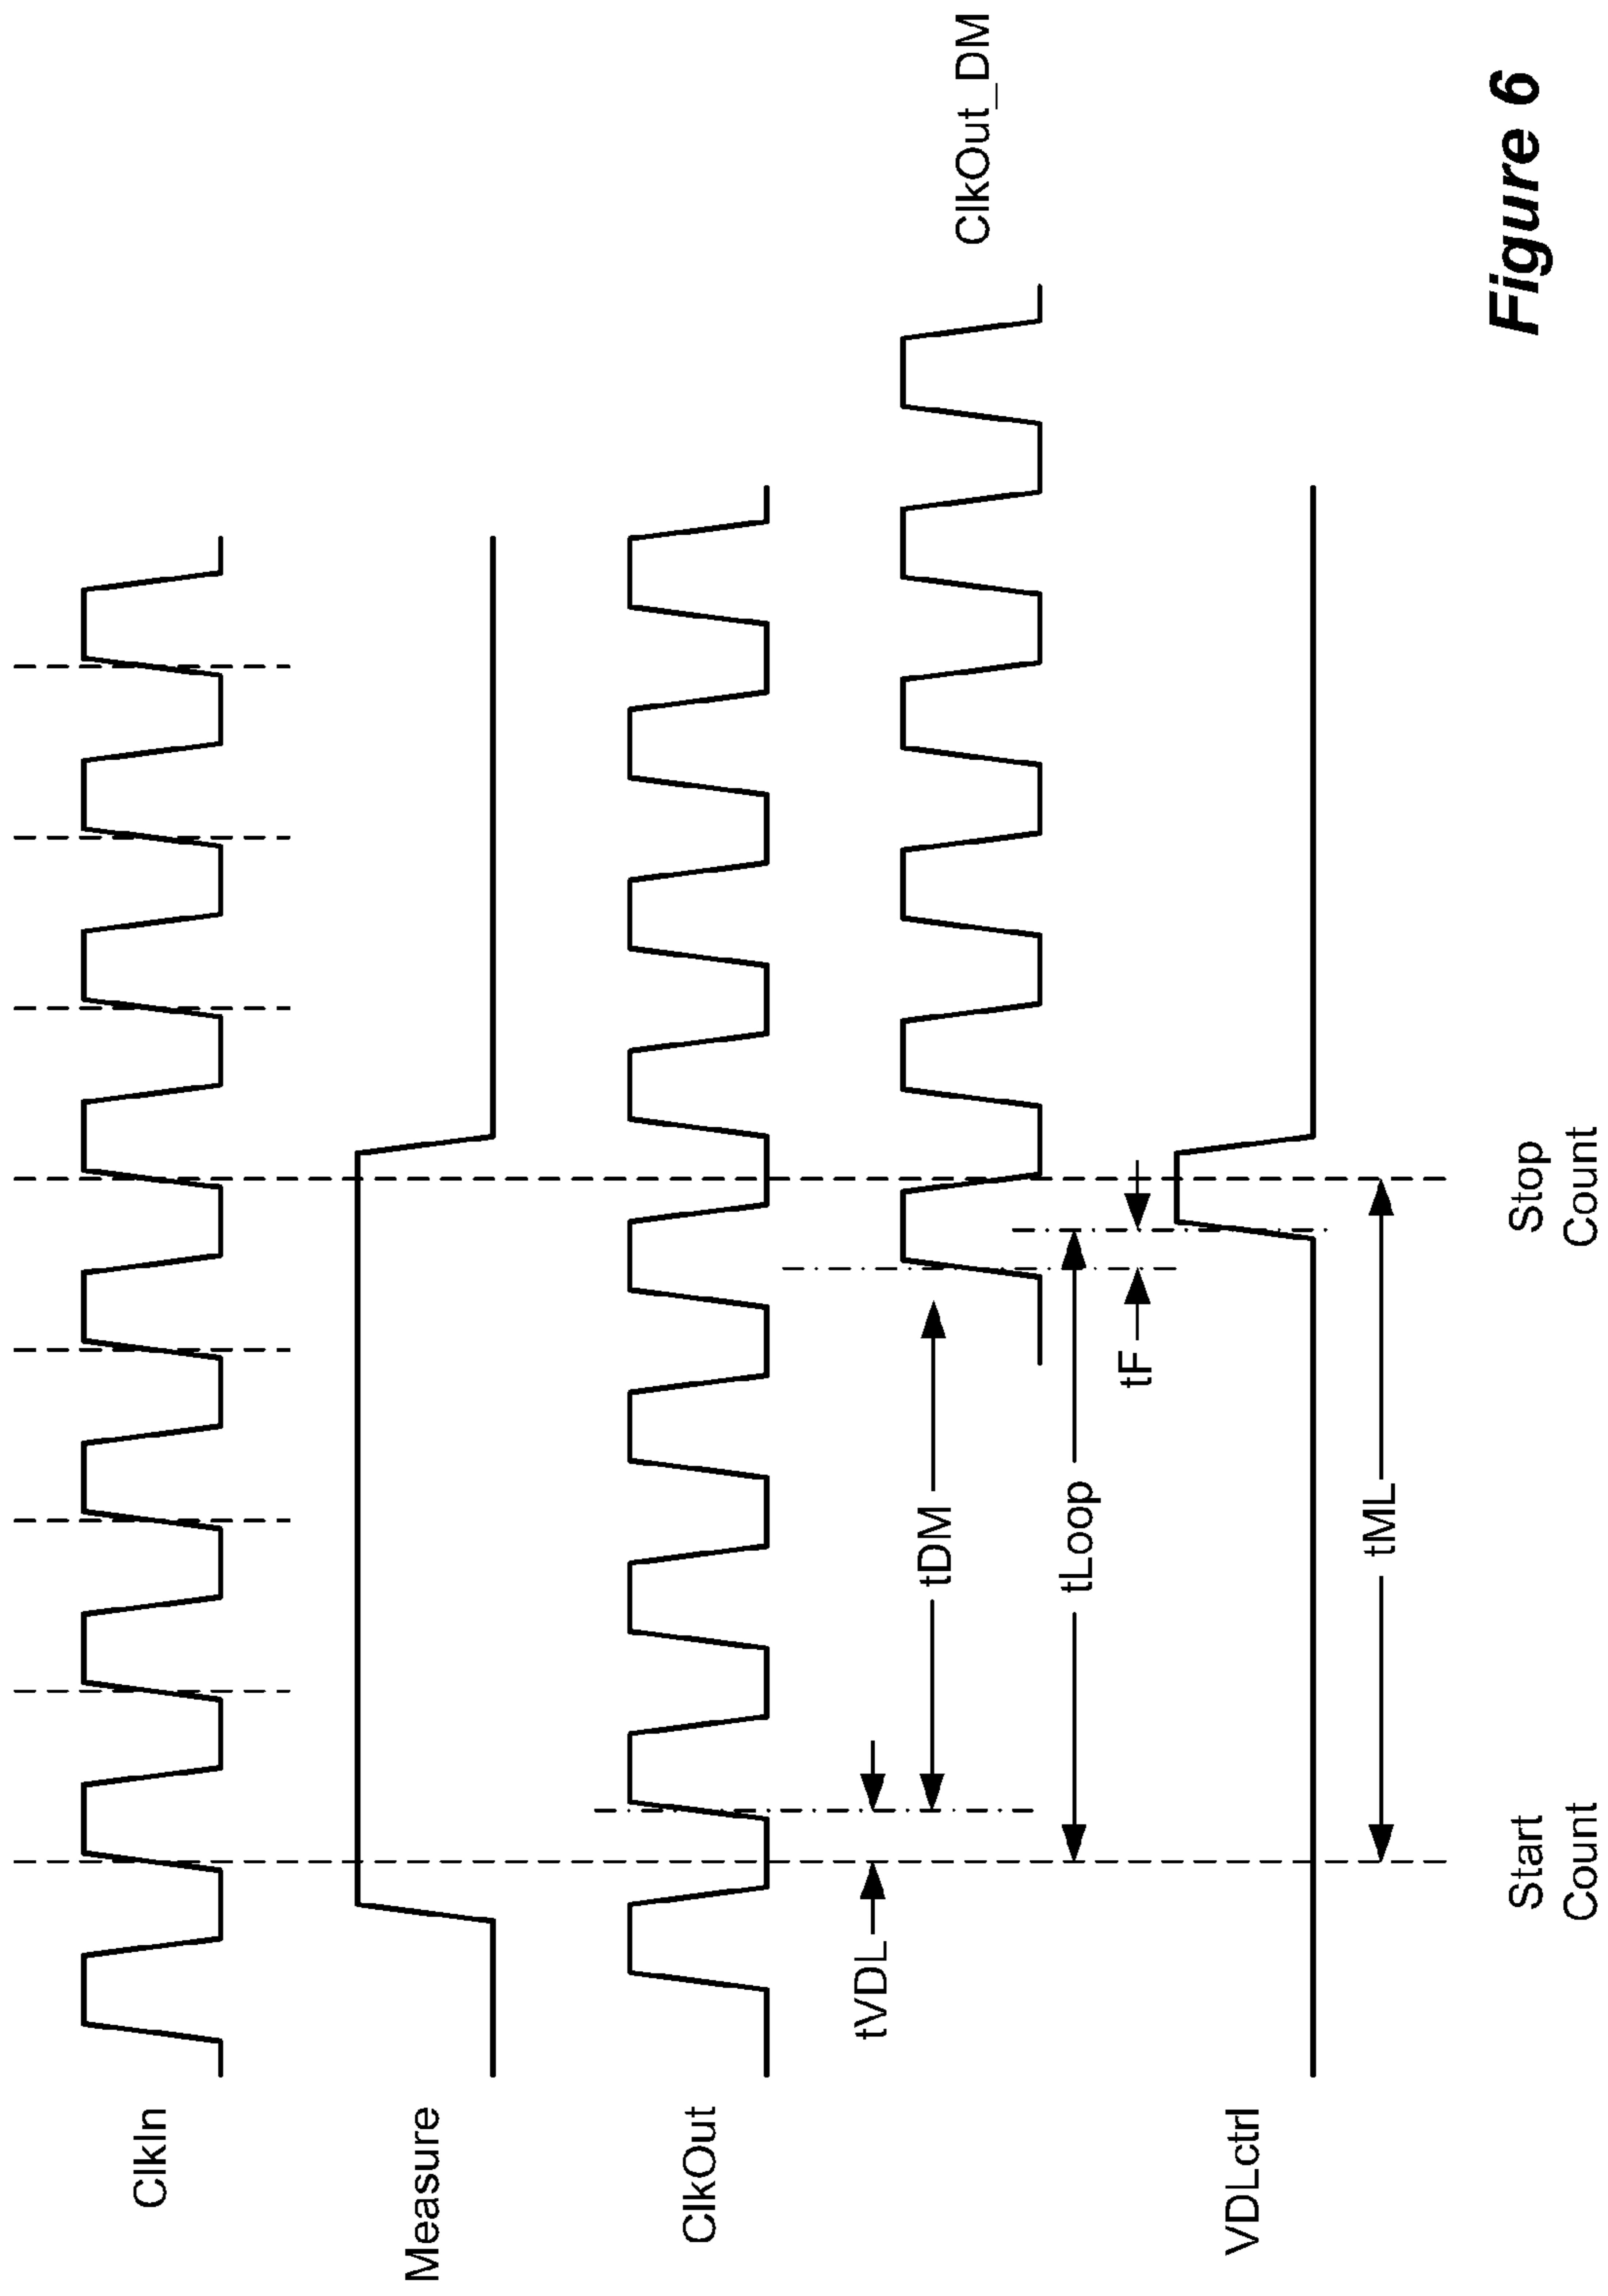 ClkIn
Measure
ClkOut
ClkOut_DM
tVDL
tDM
tLoop
tF
VDLctrl
tML
Start
Count
Stop
Count
Figure 6